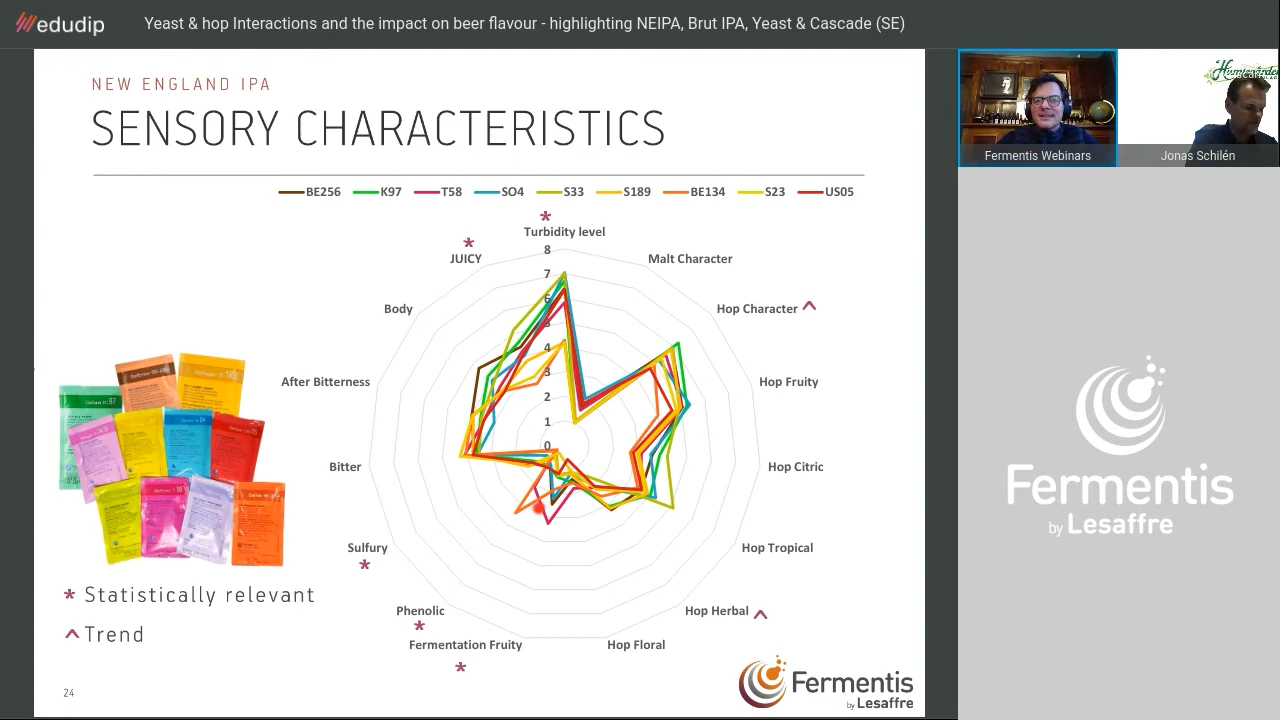 edudip
Yeast & hop Interactions and the impact on beer flavour - highlighting NEIPA, Brut IPA, Yeast & Cascade (SE)
NEW ENGLAND IPA
SENSORY CHARACTERISTICS
BE256 K97 T58 SO4 S33 S189 BE134 S23 US05
*
Turbidity level
*
JUICY
8
Malt Character
7
6
Body
Hop Character ^
5
4
3
After Bitterness
Hop Fruity
2
1
0
Bitter
Hop Citric
Sulfury
*
Hop Tropical
Phenolic
*
Hop Herbal ^
Fermentation Fruity
*
Hop Floral
* Statistically relevant
^ Trend
24
Fermentis
by Lesaffre
Fermentis Webinars
Jonas Schilén
Fermentis
by Lesaffre